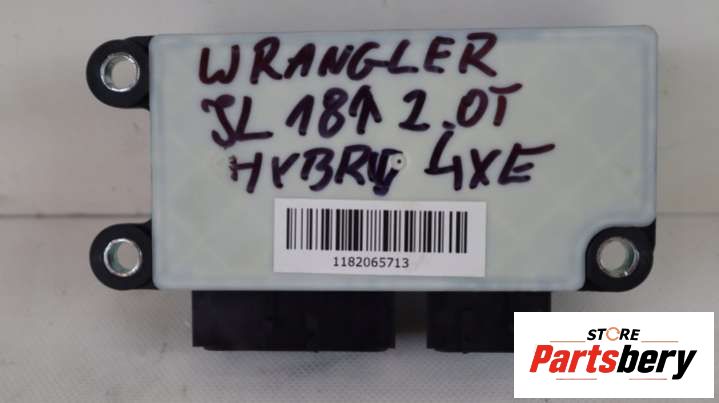 WRANGLER
JL 18↑ 2.0T
HYBRID 4XE
1182065713
STORE
Partsbery